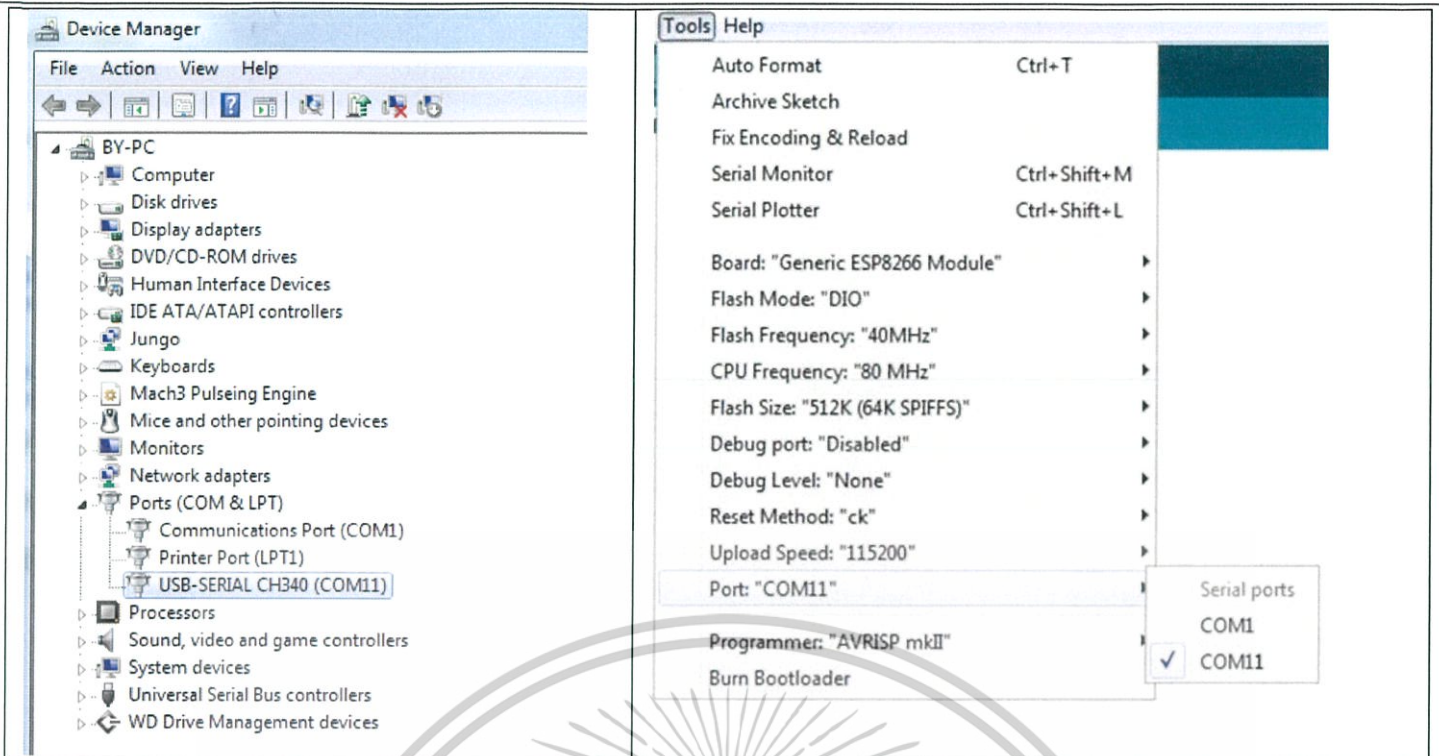 Device Manager
File Action View Help
BY-PC
Computer
Disk drives
Display adapters
DVD/CD-ROM drives
Human Interface Devices
IDE ATA/ATAPI controllers
Jungo
Keyboards
Mach3 Pulseing Engine
Mice and other pointing devices
Monitors
Network adapters
Ports (COM & LPT)
Communications Port (COM1)
Printer Port (LPT1)
USB-SERIAL CH340 (COM11)
Processors
Sound, video and game controllers
System devices
Universal Serial Bus controllers
WD Drive Management devices
Tools Help
Auto Format Ctrl+T
Archive Sketch
Fix Encoding & Reload
Serial Monitor Ctrl+Shift+M
Serial Plotter Ctrl+Shift+L
Board: "Generic ESP8266 Module"
Flash Mode: "DIO"
Flash Frequency: "40MHz"
CPU Frequency: "80 MHz"
Flash Size: "512K (64K SPIFFS)"
Debug port: "Disabled"
Debug Level: "None"
Reset Method: "ck"
Upload Speed: "115200"
Port: "COM11"
Serial ports
COM1
COM11
Programmer: "AVRISP mkII"
Burn Bootloader